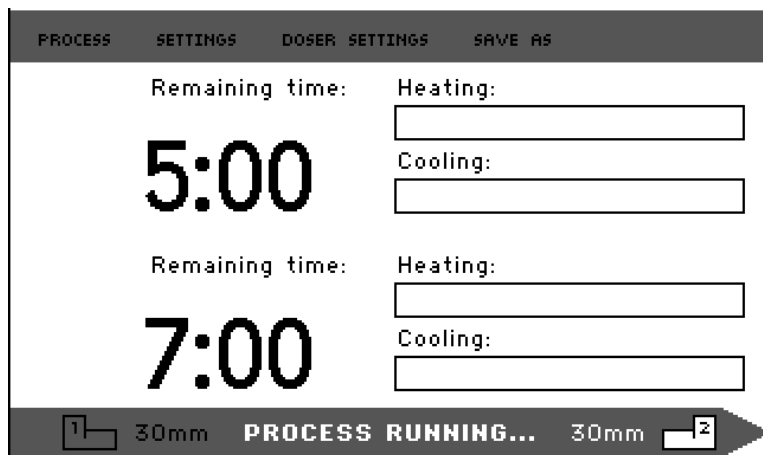 PROCESS SETTINGS DOSER SETTINGS SAVE AS
Remaining time: Heating:
5:00
Cooling:
Remaining time: Heating:
7:00
Cooling:
1 30mm PROCESS RUNNING... 30mm 2